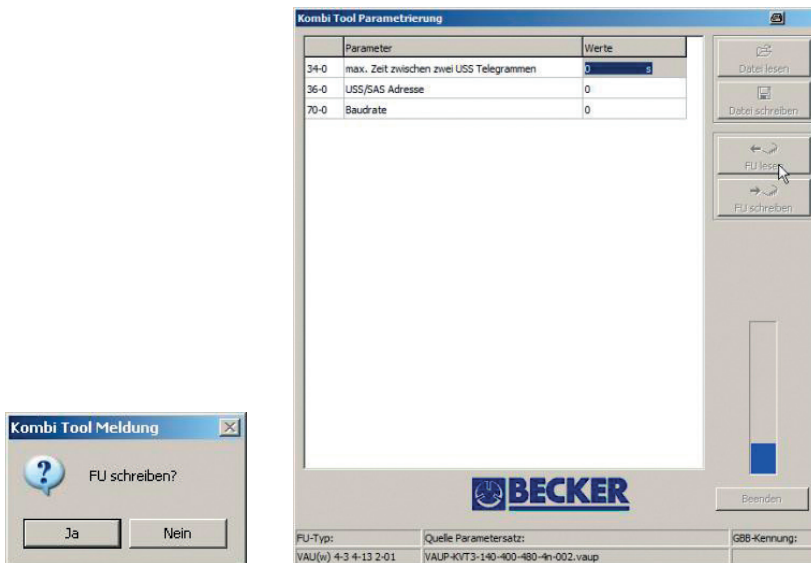 Kombi Tool Parametrierung
Parameter Werte
34-0 max. Zeit zwischen zwei USS Telegrammen 0 s
36-0 USS/SAS Adresse 0
70-0 Baudrate 0
Datei lesen
Datei schreiben
FU lesen
FU schreiben
BECKER
Beenden
FU-Typ: Quelle Parametersatz: GBB-Kennung:
VAU(w) 4-3 4-13 2-01 VAUP-KVT3-140-400-480-4n-002.vaup
Kombi Tool Meldung
FU schreiben?
Ja Nein